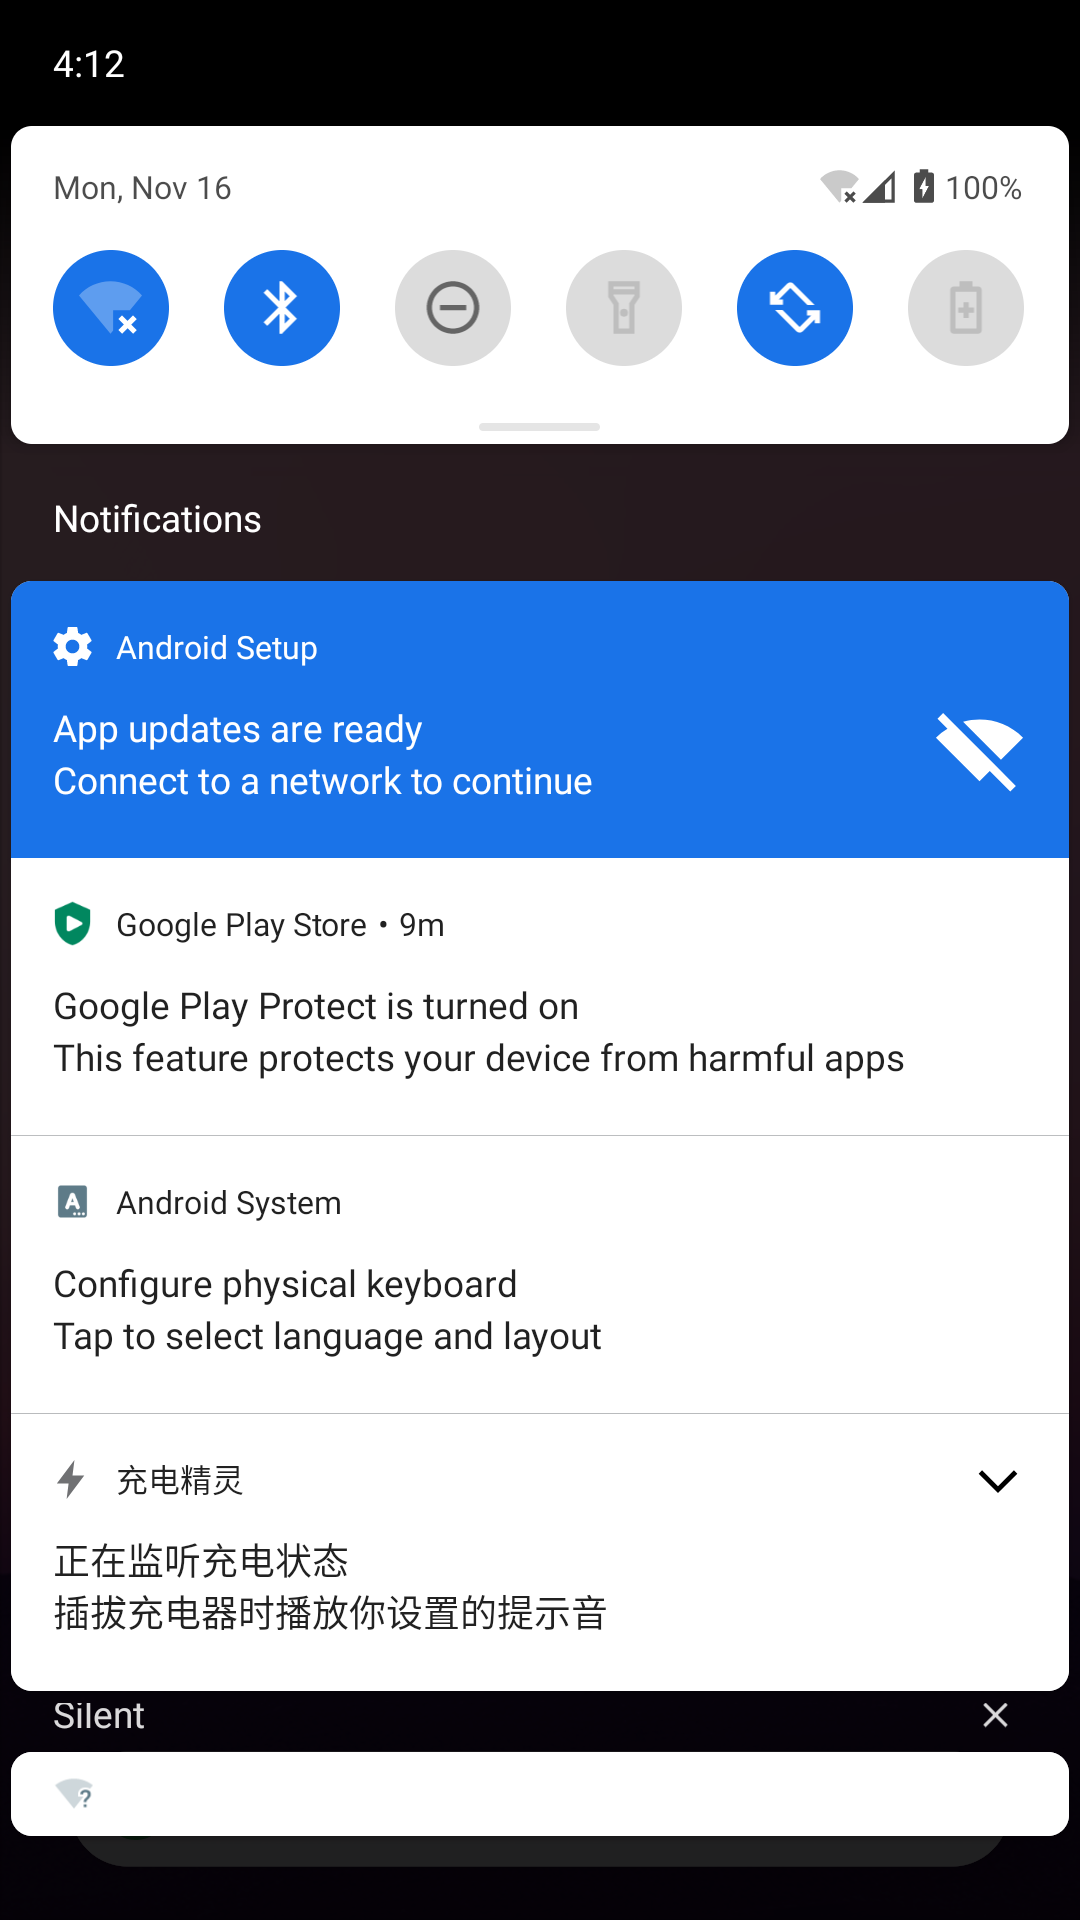 4:12
Mon, Nov 16
100%
Notifications
Android Setup
App updates are ready
Connect to a network to continue
Google Play Store • 9m
Google Play Protect is turned on
This feature protects your device from harmful apps
Android System
Configure physical keyboard
Tap to select language and layout
充电精灵
正在监听充电状态
插拔充电器时播放你设置的提示音
Silent